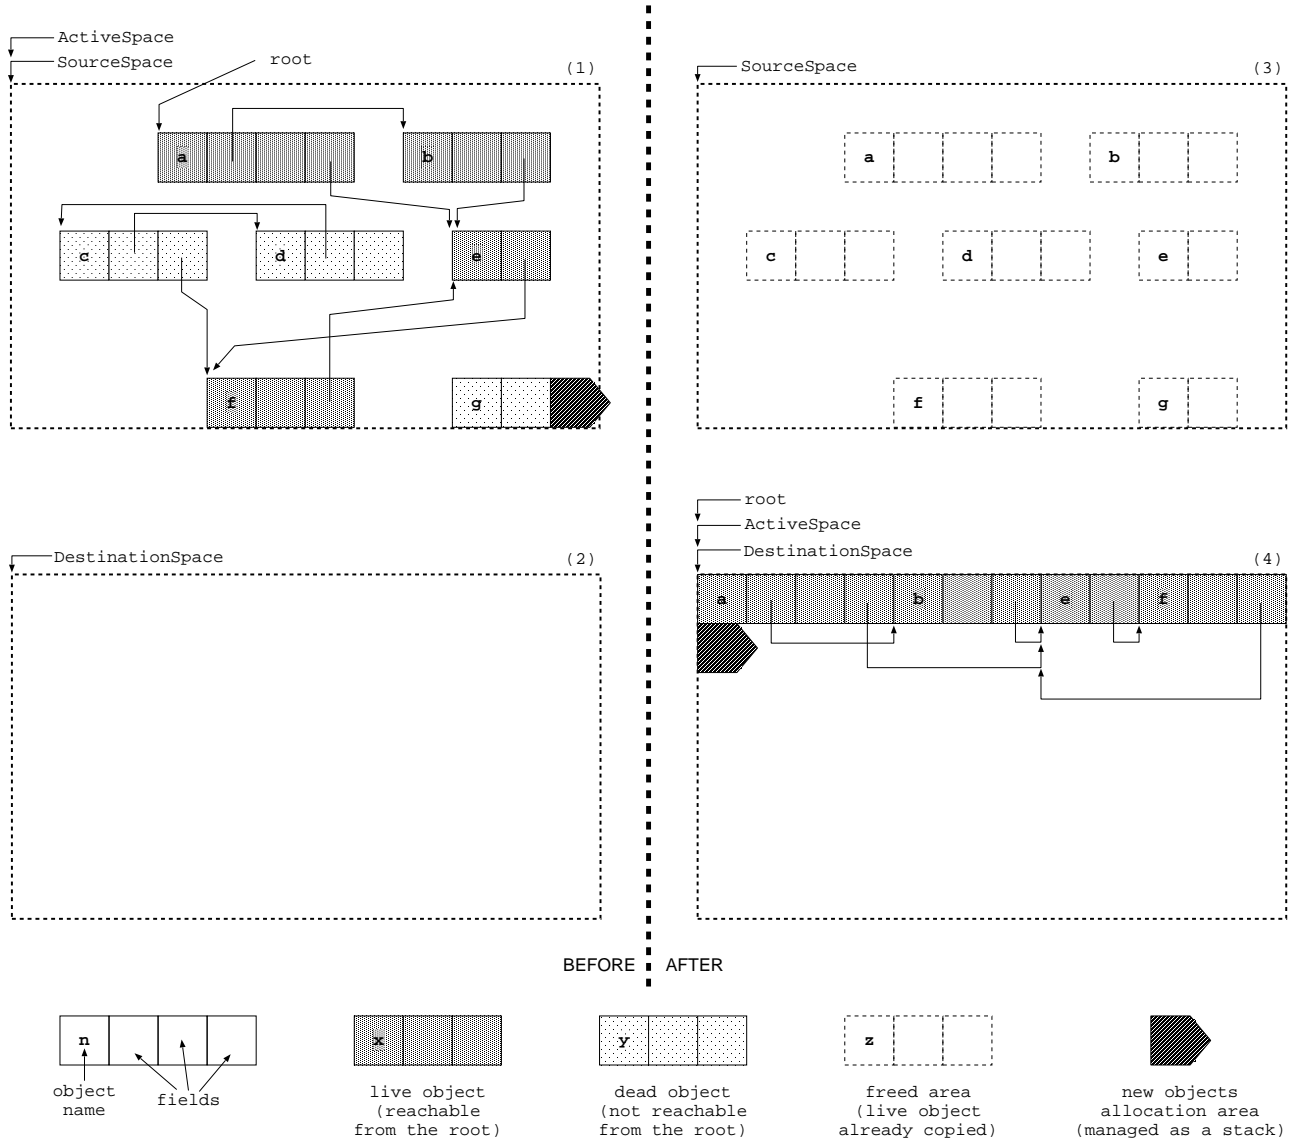 ActiveSpace
SourceSpace
root
(1)
a
b
c
d
e
f
g
SourceSpace
(3)
a
b
c
d
e
f
g
DestinationSpace
(2)
root
ActiveSpace
DestinationSpace
(4)
a
b
e
f
BEFORE
AFTER
n
object
name
fields
x
live object
(reachable
from the root)
y
dead object
(not reachable
from the root)
z
freed area
(live object
already copied)
new objects
allocation area
(managed as a stack)